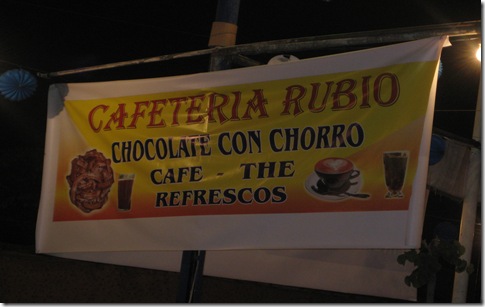 CAFETERIA RUBIO
CHOCOLATE CON CHORRO
CAFE - THE
REFRESCOS